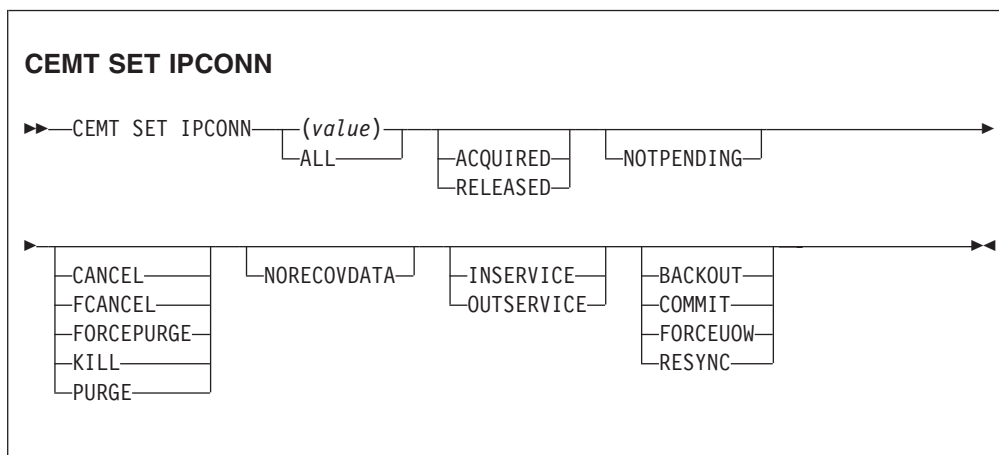 CEMT SET IPCONN
CEMT SET IPCONN (value)
ALL
ACQUIRED
RELEASED
NOTPENDING
CANCEL
FCANCEL
FORCEPURGE
KILL
PURGE
NORECOVDATA
INSERVICE
OUTSERVICE
BACKOUT
COMMIT
FORCEUOW
RESYNC